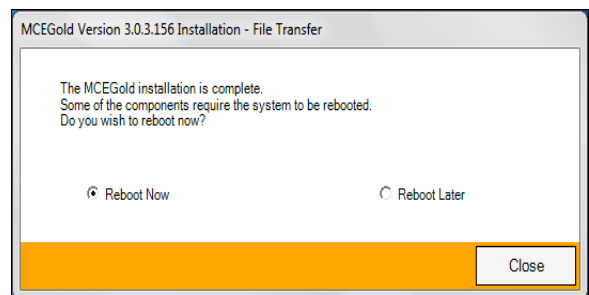 MCEGold Version 3.0.3.156 Installation - File Transfer
The MCEGold installation is complete.
Some of the components require the system to be rebooted.
Do you wish to reboot now?
Reboot Now
Reboot Later
Close